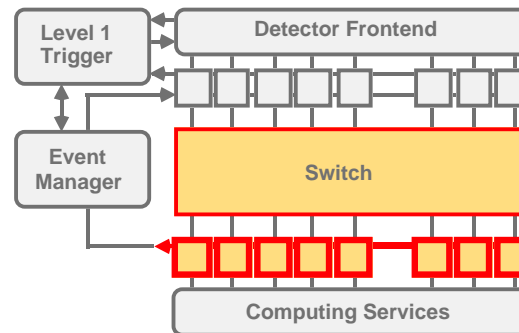 Level 1
Trigger
Detector Frontend
Event
Manager
Switch
Computing Services